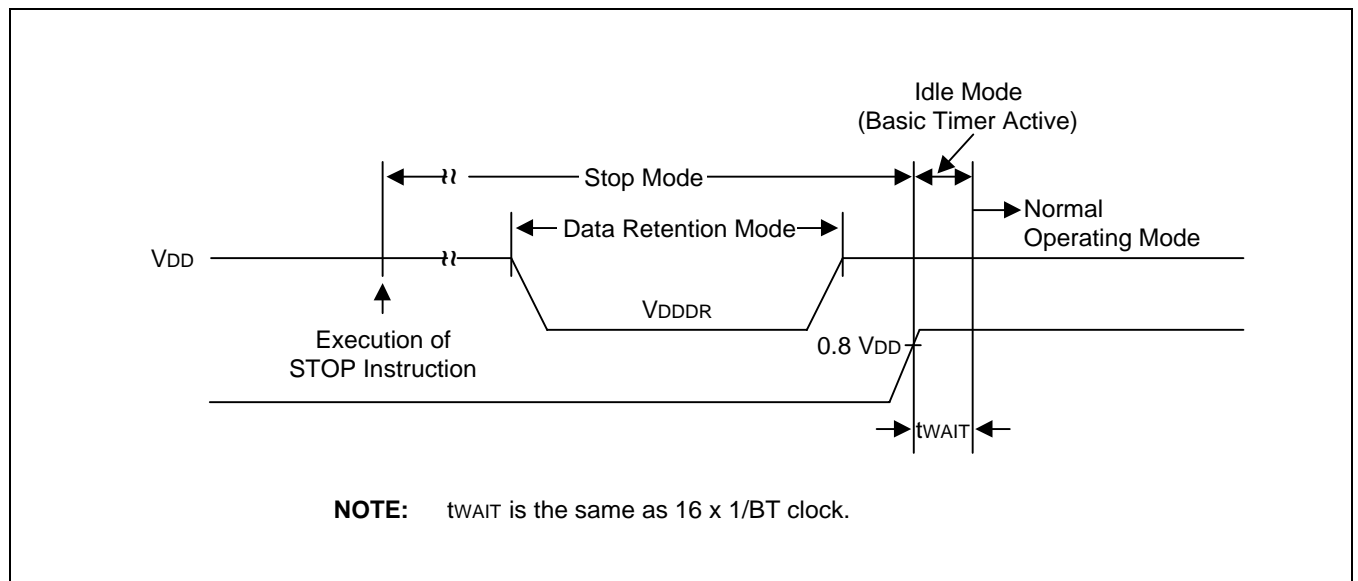 Idle Mode
(Basic Timer Active)
Stop Mode
Data Retention Mode
Normal
Operating Mode
VDD
VDDDR
Execution of
STOP Instruction
0.8 VDD
tWAIT
NOTE: tWAIT is the same as 16 x 1/BT clock.